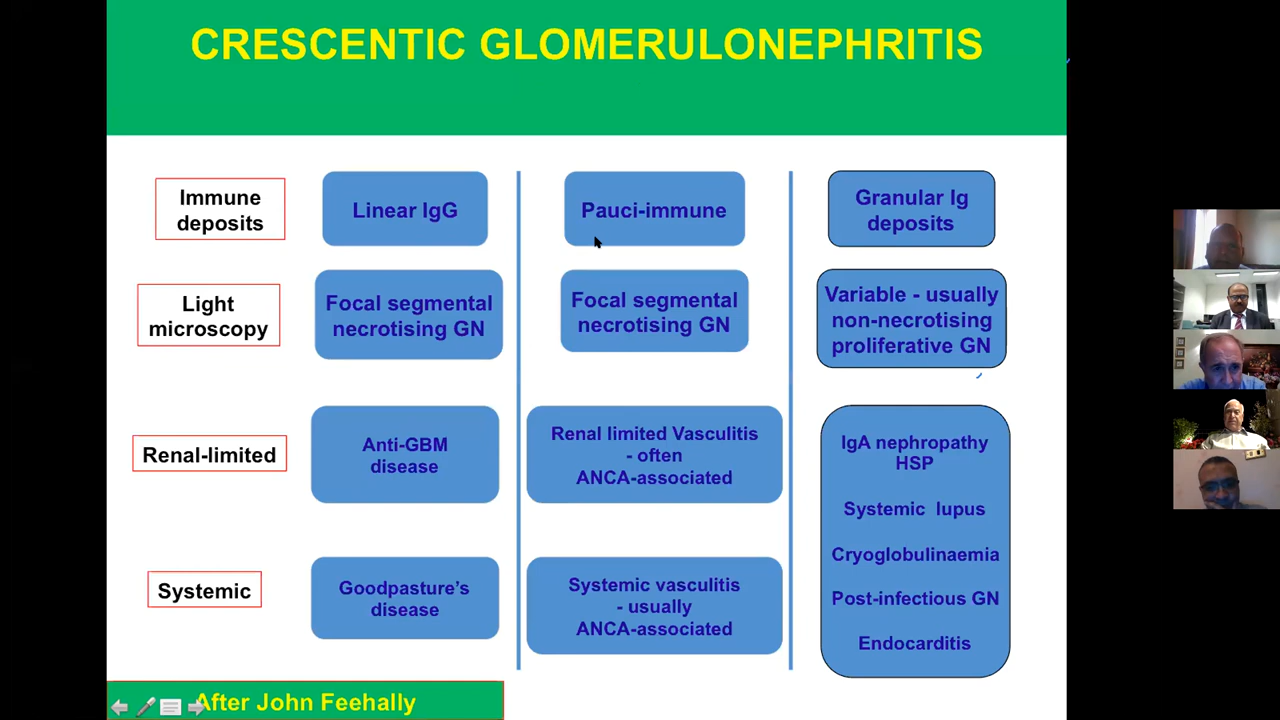 CRESCENTIC GLOMERULONEPHRITIS
Immune
deposits
Linear IgG
Pauci-immune
Granular Ig
deposits
Light
microscopy
Focal segmental
necrotising GN
Focal segmental
necrotising GN
Variable - usually
non-necrotising
proliferative GN
Renal-limited
Anti-GBM
disease
Renal limited Vasculitis
- often
ANCA-associated
IgA nephropathy
HSP
Systemic lupus
Cryoglobulinaemia
Post-infectious GN
Endocarditis
Systemic
Goodpasture's
disease
Systemic vasculitis
- usually
ANCA-associated
After John Feehally